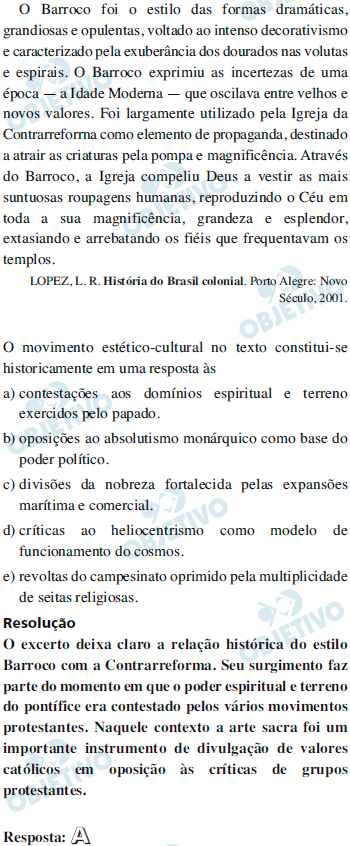 O Barroco foi o estilo das formas dramáticas,
grandiosas e opulentas, voltado ao intenso decorativismo
e caracterizado pela exuberância dos dourados nas volutas
e espirais. O Barroco exprimiu as incertezas de uma
época — a Idade Moderna — que oscilava entre velhos e
novos valores. Foi largamente utilizado pela Igreja da
Contrarreforma como elemento de propaganda, destinado
a atrair as criaturas pela pompa e magnificência. Através
do Barroco, a Igreja compeliu Deus a vestir as mais
suntuosas roupagens humanas, reproduzindo o Céu em
toda a sua magnificência, grandeza e esplendor,
extasiando e arrebatando os fiéis que frequentavam os
templos.
LOPEZ, L. R. História do Brasil colonial. Porto Alegre: Novo
Século, 2001.
O movimento estético-cultural no texto constitui-se
historicamente em uma resposta às
a) contestações aos domínios espiritual e terreno
exercidos pelo papado.
b) oposições ao absolutismo monárquico como base do
poder político.
c) divisões da nobreza fortalecida pelas expansões
marítima e comercial.
d) críticas ao heliocentrismo como modelo de
funcionamento do cosmos.
e) revoltas do campesinato oprimido pela multiplicidade
de seitas religiosas.
Resolução
O excerto deixa claro a relação histórica do estilo
Barroco com a Contrarreforma. Seu surgimento faz
parte do momento em que o poder espiritual e terreno
do pontífice era contestado pelos vários movimentos
protestantes. Naquele contexto a arte sacra foi um
importante instrumento de divulgação de valores
católicos em oposição às críticas de grupos
protestantes.
Resposta: A
OBJETIVO
OBJETIVO
OBJETIVO
OBJETIVO
OBJETIVO
OBJETIVO
OBJETIVO
OBJETIVO